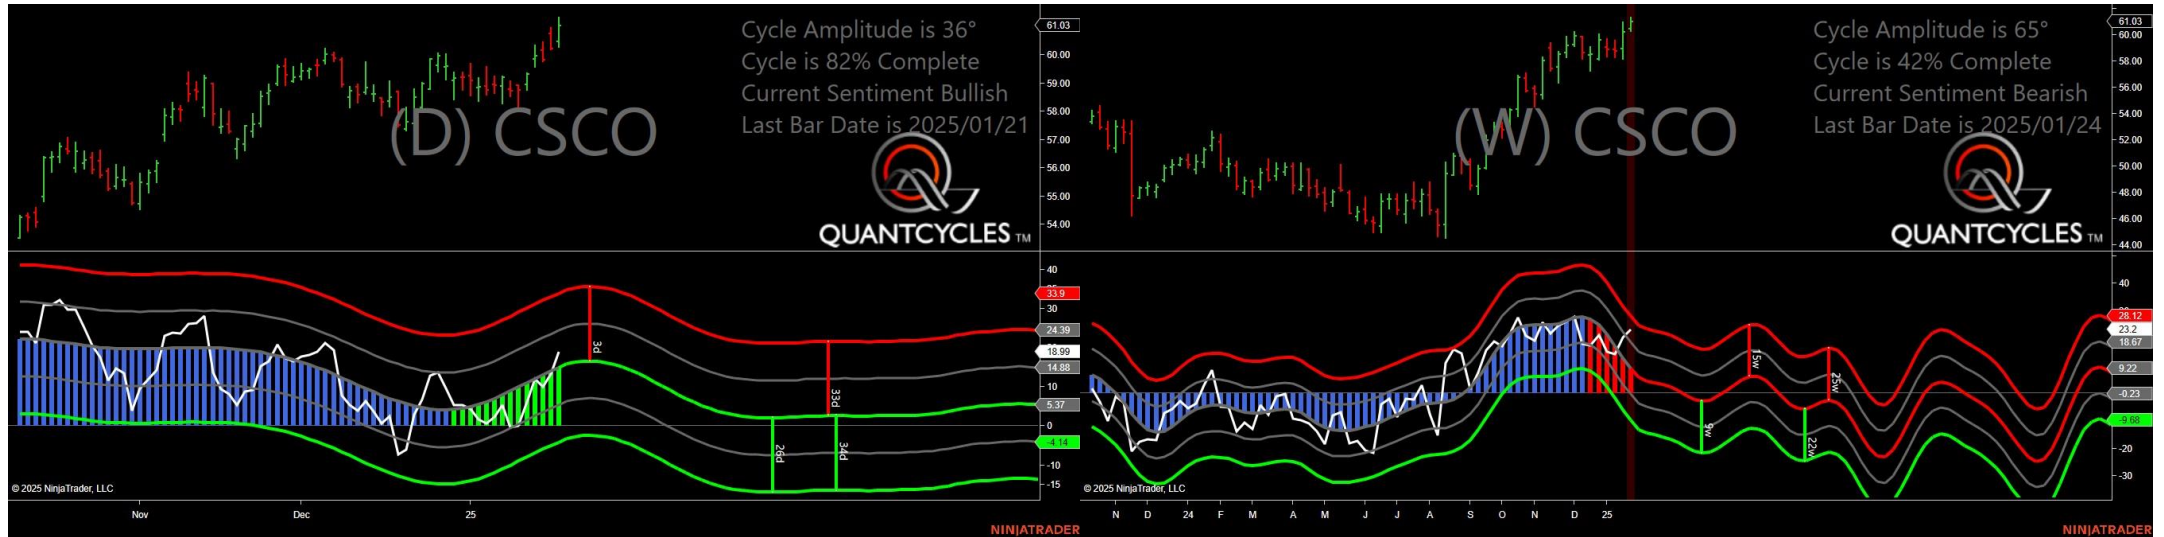 Cycle Amplitude is 36°
Cycle is 82% Complete
Current Sentiment Bullish
Last Bar Date is 2025/01/21
(D) CSCO
QUANTCYCLES TM
61.03
60.00
59.00
58.00
57.00
56.00
55.00
54.00
40
33.9
30
24.39
18.99
14.88
10
5.37
0
-4.14
-10
-15
3d
33d
26d
34d
© 2025 NinjaTrader, LLC
Nov
Dec
25
NINJATRADER
Cycle Amplitude is 65°
Cycle is 42% Complete
Current Sentiment Bearish
Last Bar Date is 2025/01/24
(W) CSCO
QUANTCYCLES TM
61.03
60.00
58.00
56.00
54.00
52.00
50.00
48.00
46.00
44.00
40
28.12
23.2
18.67
9.22
-0.23
-9.68
-20
-30
15w
25w
9w
22w
© 2025 NinjaTrader, LLC
N D 24 F M A M J J A S O N D 25
NINJATRADER